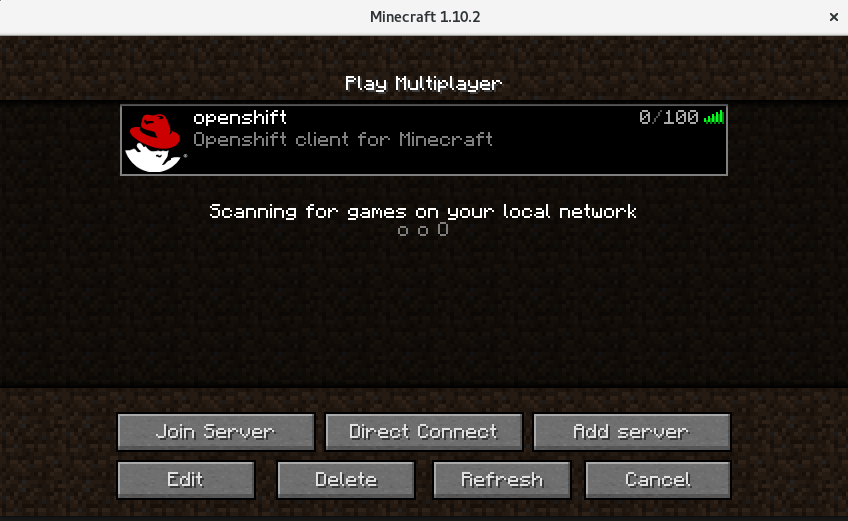 Minecraft 1.10.2
Play Multiplayer
openshift 0/100
Openshift client for Minecraft
Scanning for games on your local network
o o O
Join Server Direct Connect Add server
Edit Delete Refresh Cancel